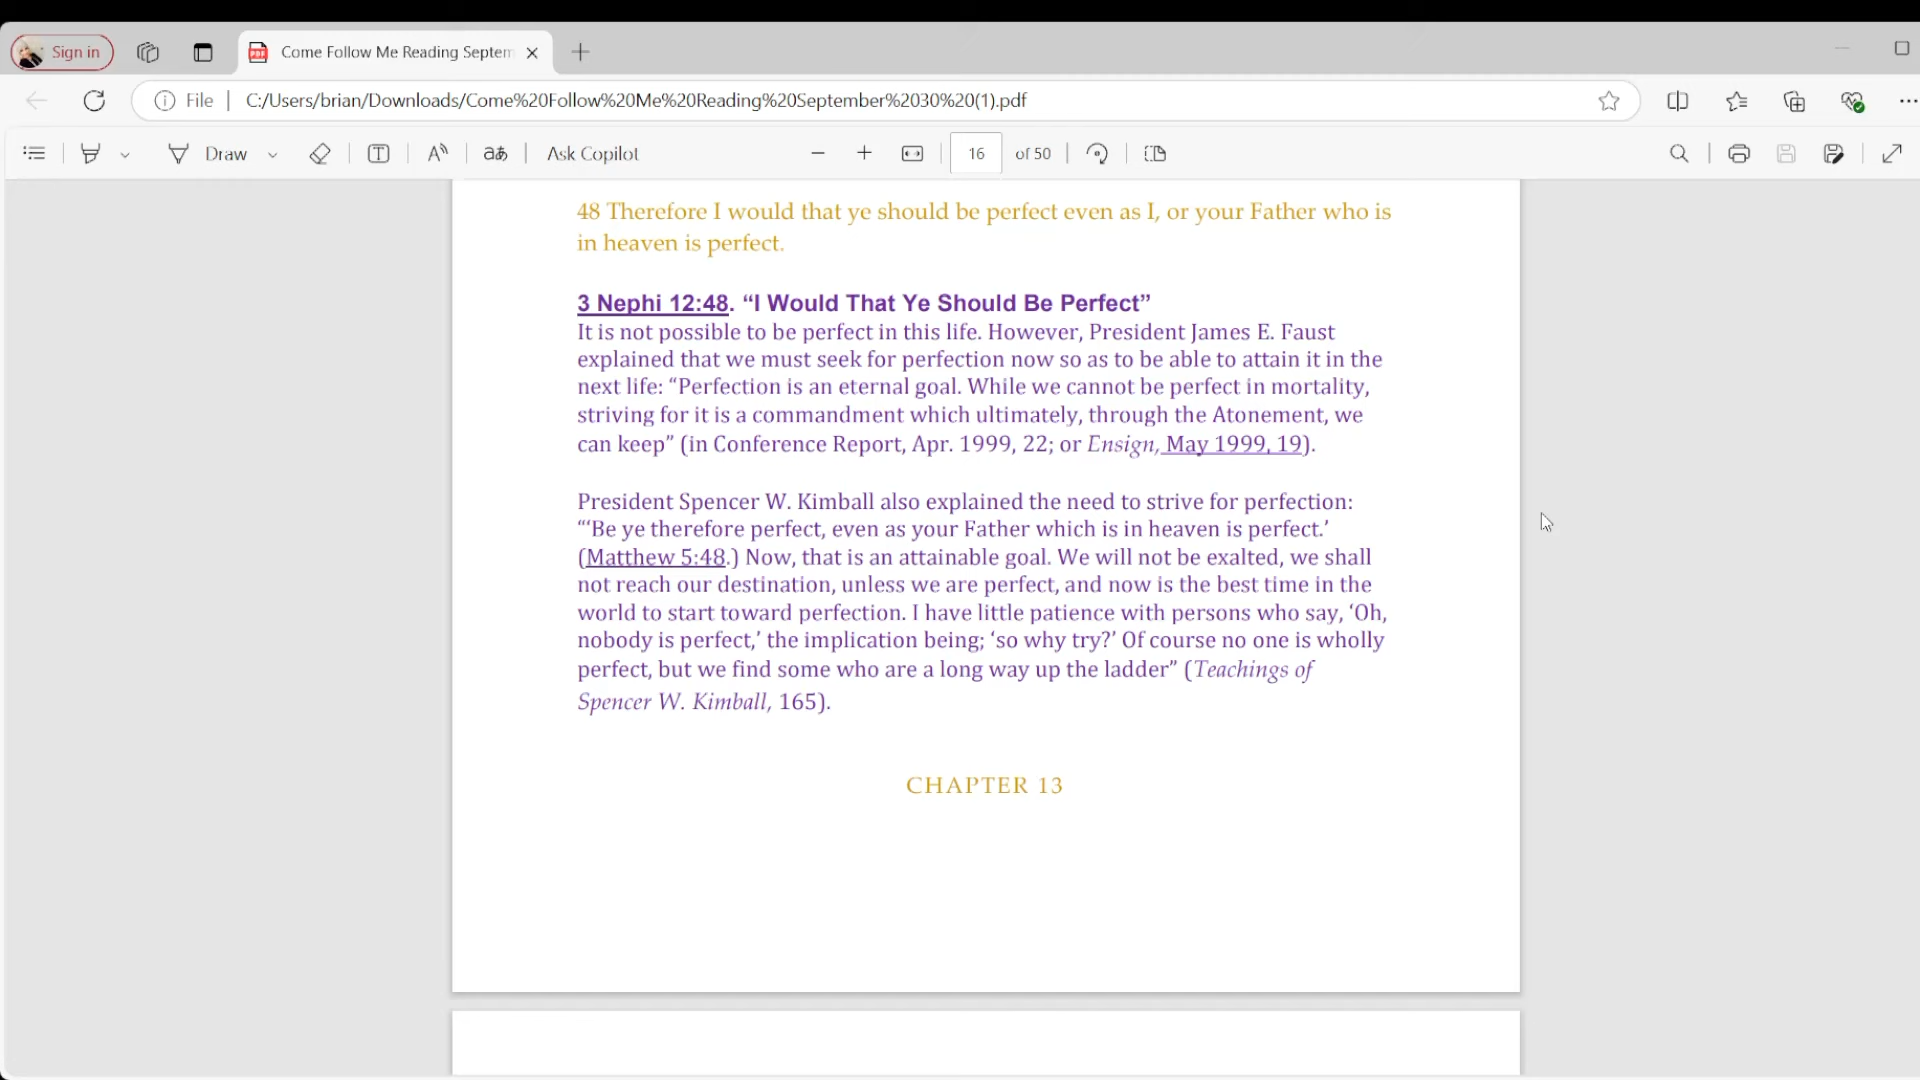 Sign in
Come Follow Me Reading Septem
File
C:/Users/brian/Downloads/Come%20Follow%20Me%20Reading%20September%2030%20(1).pdf
Draw
aあ
Ask Copilot
16
of 50
48 Therefore I would that ye should be perfect even as I, or your Father who is
in heaven is perfect.
3 Nephi 12:48. “I Would That Ye Should Be Perfect”
It is not possible to be perfect in this life. However, President James E. Faust
explained that we must seek for perfection now so as to be able to attain it in the
next life: “Perfection is an eternal goal. While we cannot be perfect in mortality,
striving for it is a commandment which ultimately, through the Atonement, we
can keep” (in Conference Report, Apr. 1999, 22; or Ensign, May 1999, 19).
President Spencer W. Kimball also explained the need to strive for perfection:
“‘Be ye therefore perfect, even as your Father which is in heaven is perfect.’
(Matthew 5:48.) Now, that is an attainable goal. We will not be exalted, we shall
not reach our destination, unless we are perfect, and now is the best time in the
world to start toward perfection. I have little patience with persons who say, ‘Oh,
nobody is perfect,’ the implication being; ‘so why try?’ Of course no one is wholly
perfect, but we find some who are a long way up the ladder” (Teachings of
Spencer W. Kimball, 165).
CHAPTER 13